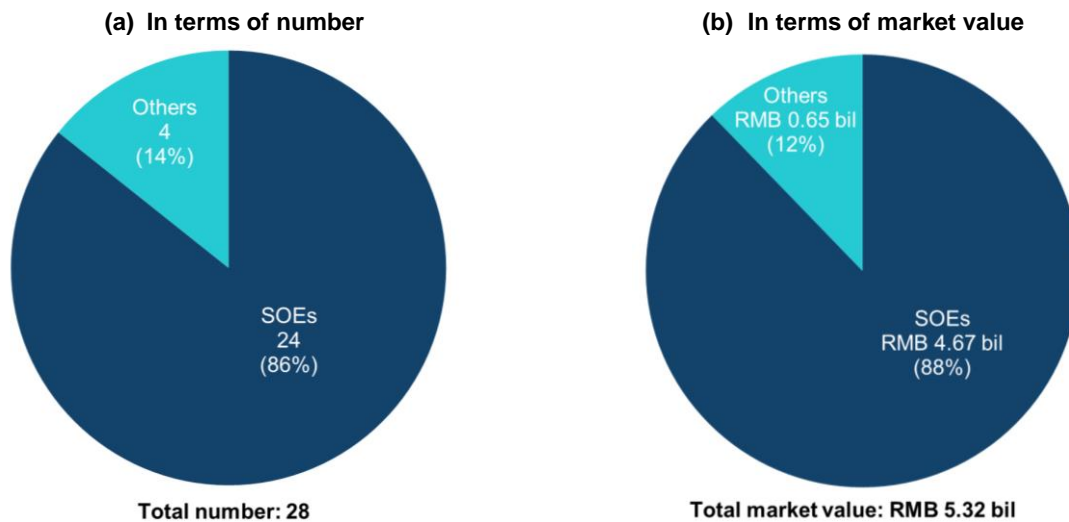 (a) In terms of number
Others
4
(14%)
SOEs
24
(86%)
Total number: 28
(b) In terms of market value
Others
RMB 0.65 bil
(12%)
SOEs
RMB 4.67 bil
(88%)
Total market value: RMB 5.32 bil